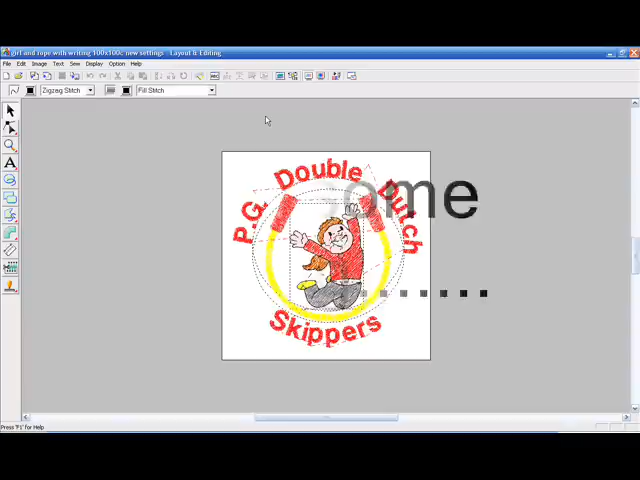 girl and rope with writing 100x100c new settings - Layout & Editing
File Edit Image Text Sew Display Option Help
Zigzag Stitch Fill Stitch
P.G. Double Dutch
ome
Skippers
Press "F1" for Help